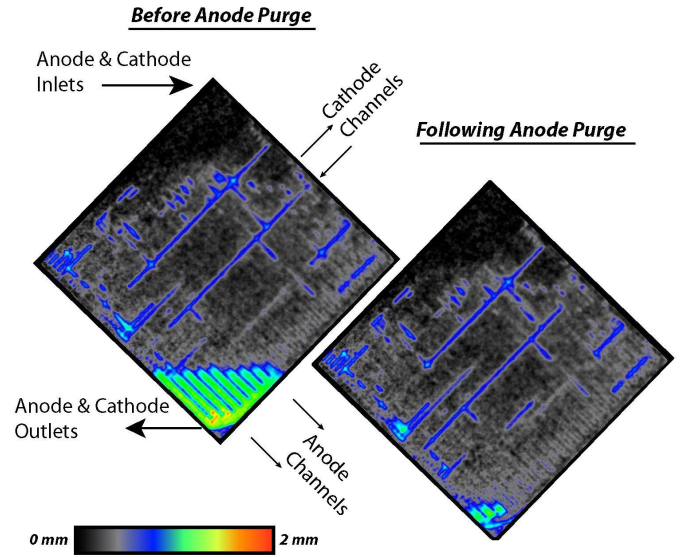 Before Anode Purge
Anode & Cathode
Inlets
Cathode
Channels
Following Anode Purge
Anode & Cathode
Outlets
Anode
Channels
0 mm
2 mm